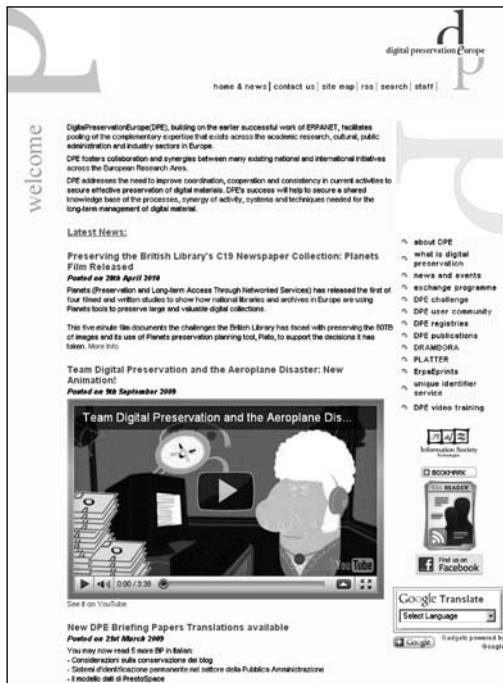 digital preservation europe
home & news | contact us | site map | rss | search | staff |
welcome
DigitalPreservationEurope(DPE), building on the earlier successful work of ERPANET, facilitates
pooling of the complementary expertise that exists across the academic research, cultural, public
administration and industry sectors in Europe.
DPE fosters collaboration and synergies between many existing national and international initiatives
across the European Research Area.
DPE addresses the need to improve coordination, cooperation and consistency in current activities to
secure effective preservation of digital materials. DPE's success will help to secure a shared
knowledge base of the processes, synergy of activity, systems and techniques needed for the
long-term management of digital material.
Latest News:
Preserving the British Library's C19 Newspaper Collection: Planets
Film Released
Posted on 28th April 2010
Planets (Preservation and Long-term Access Through Networked Services) has released the first of
four filmed and written studies to show how national libraries and archives in Europe are using
Planets tools to preserve large and valuable digital collections.
This five minute film documents the challenges the British Library has faced with preserving the 80TB
of images and its use of Planets preservation planning tool, Plato, to support the decisions it has
taken. More info
Team Digital Preservation and the Aeroplane Disaster: New
Animation!
Posted on 9th September 2009
Team Digital Preservation and the Aeroplane Dis...
YouTube
0:00 / 3:38
See it on YouTube
New DPE Briefing Papers Translations available
Posted on 21st March 2009
You may now read 5 more BP in Italian:
- Considerazioni sulla conservazione dei blog
- Sistemi d'identificazione permanente nel settore della Pubblica Amministrazione
- Il modello dati di PrestoSpace
about DPE
what is digital
preservation
news and events
exchange programme
DPE challenge
DPE user community
DPE registries
DPE publications
DRAMBORA
PLATTER
ErpaEprints
unique identifier
service
DPE video training
Information Society
Technologies
BOOKMARK
RSS READER
Find us on
Facebook
Google Translate
Select Language
Google
Gadgets powered by
Google